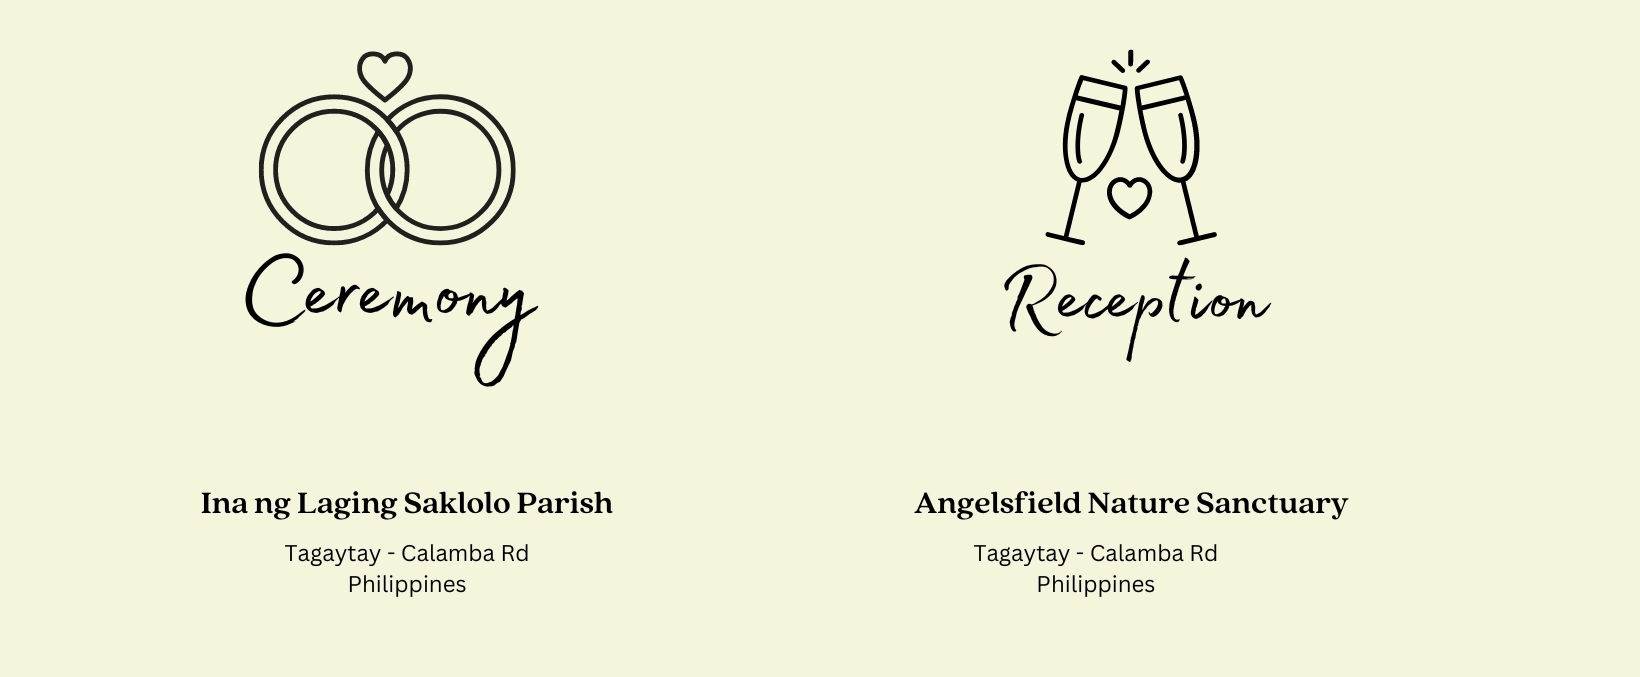 Ceremony
Ina ng Laging Saklolo Parish
Tagaytay - Calamba Rd
Philippines
Reception
Angelsfield Nature Sanctuary
Tagaytay - Calamba Rd
Philippines